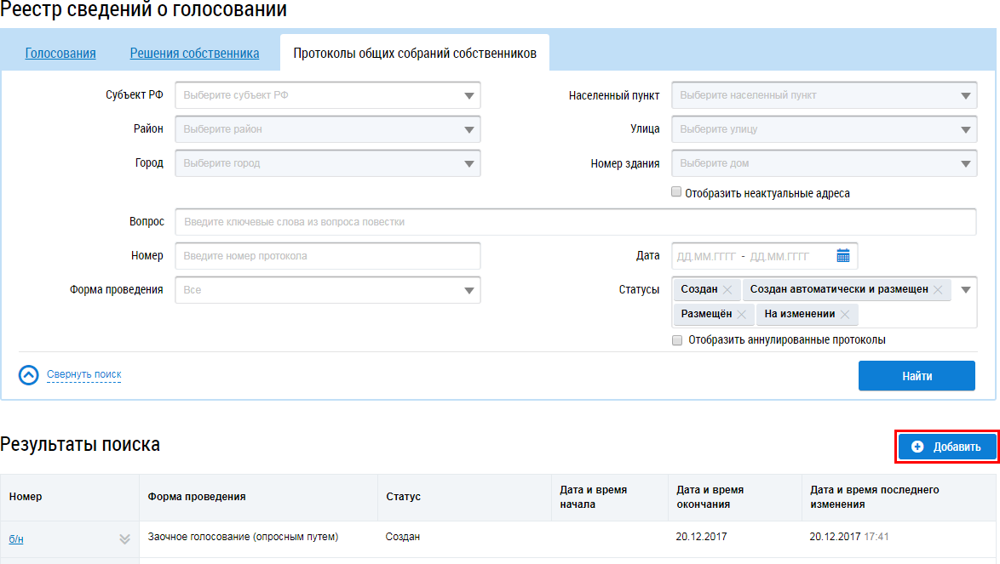 Реестр сведений о голосовании
Голосования Решения собственника Протоколы общих собраний собственников
Субъект РФ Выберите субъект РФ Населенный пункт Выберите населенный пункт
Район Выберите район Улица Выберите улицу
Город Выберите город Номер здания Выберите дом
Отобразить неактуальные адреса
Вопрос Введите ключевые слова из вопроса повестки
Номер Введите номер протокола Дата ДД.ММ.ГГГГ - ДД.ММ.ГГГГ
Форма проведения Все Статусы Создан Создан автоматически и размещен
Размещён На изменении
Отобразить аннулированные протоколы
Свернуть поиск Найти
Результаты поиска Добавить
Номер Форма проведения Статус Дата и время начала Дата и время окончания Дата и время последнего изменения
б/н Заочное голосование (опросным путем) Создан 20.12.2017 20.12.2017 17:41